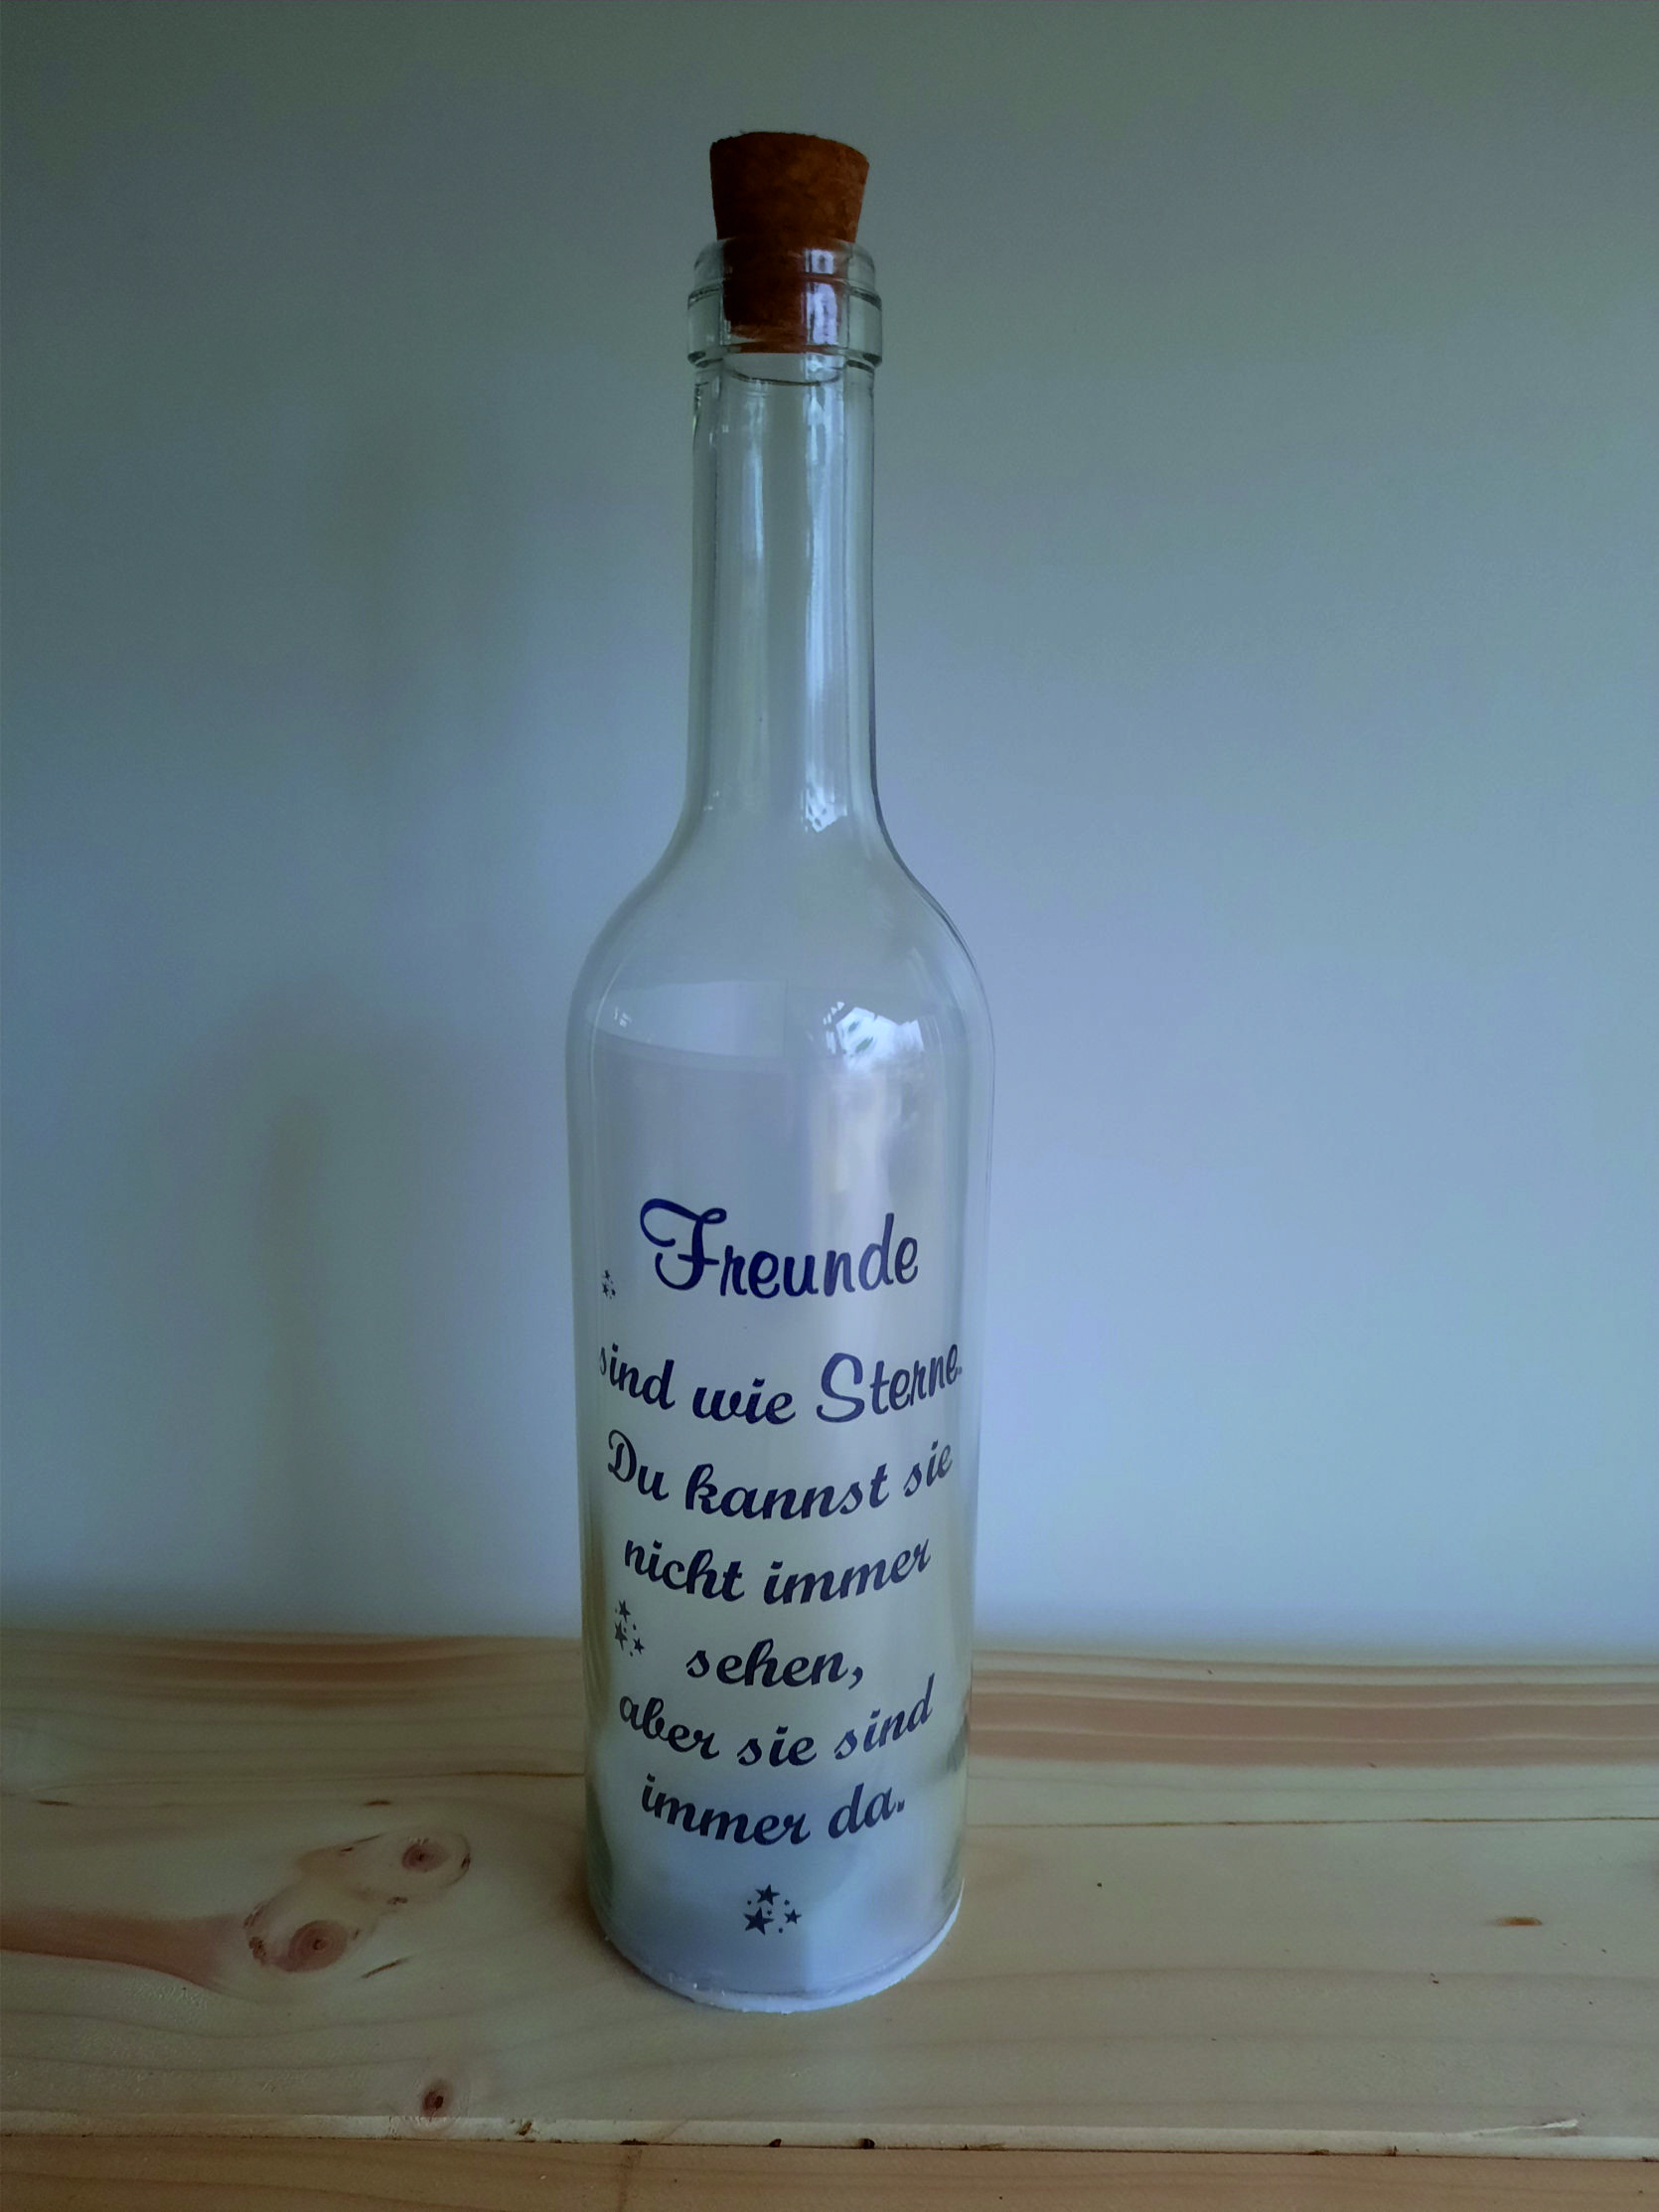 Freunde
sind wie Sterne.
Du kannst sie
nicht immer
sehen,
aber sie sind
immer da.